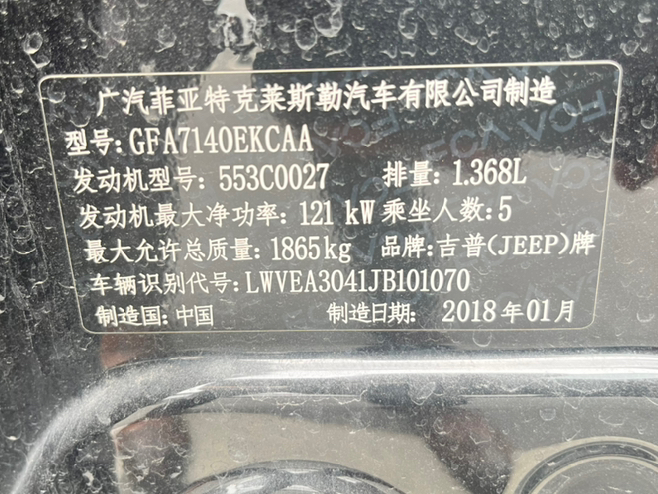 广汽菲亚特克莱斯勒汽车有限公司制造
型号:GFA7140EKCAA
发动机型号:553C0027 排量:1.368L
发动机最大净功率:121 kW 乘坐人数:5
最大允许总质量:1865kg 品牌:吉普(JEEP)牌
车辆识别代号:LWVEA3041JB101070
制造国:中国 制造日期: 2018年01月